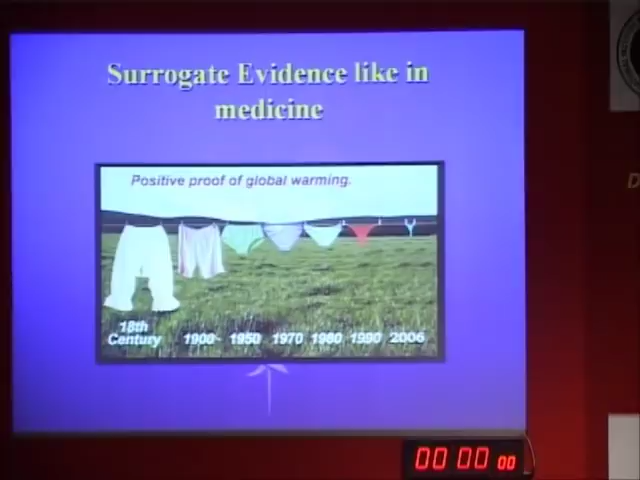 Surrogate Evidence like in
medicine
Positive proof of global warming.
18th
Century 1900- 1950 1970 1980 1990 2006
00 00 00
D